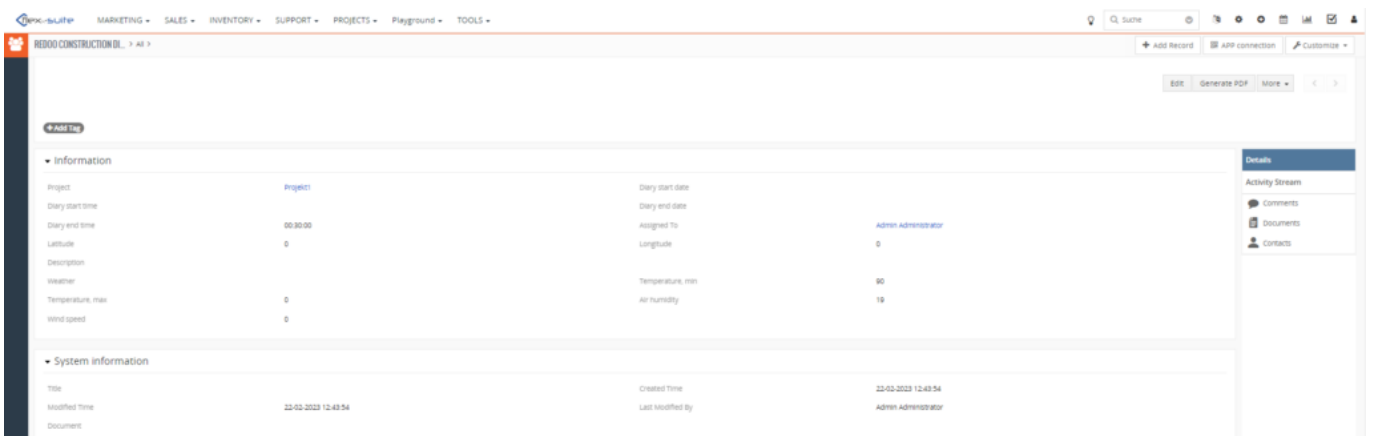 nex-suite MARKETING SALES INVENTORY SUPPORT PROJECTS Playground TOOLS Suche
REDOO CONSTRUCTION DI... > All > Add Record APP connection Customize
Edit Generate PDF More < >
+ Add Tag
Information Details
Project Projekt1 Diary start date Activity Stream
Diary start time Diary end date Comments
Diary end time 00:30:00 Assigned To Admin Administrator Documents
Latitude 0 Longitude 0 Contacts
Description
Weather Temperature, min 90
Temperature, max 0 Air humidity 19
Wind speed 0
System information
Title Created Time 22-02-2023 12:43:54
Modified Time 22-02-2023 12:43:54 Last Modified By Admin Administrator
Document